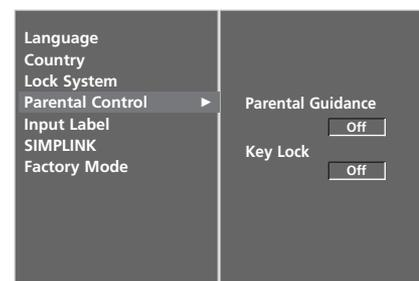 Language
Country
Lock System
Parental Control ►
Input Label
SIMPLINK
Factory Mode
Parental Guidance
Off
Key Lock
Off